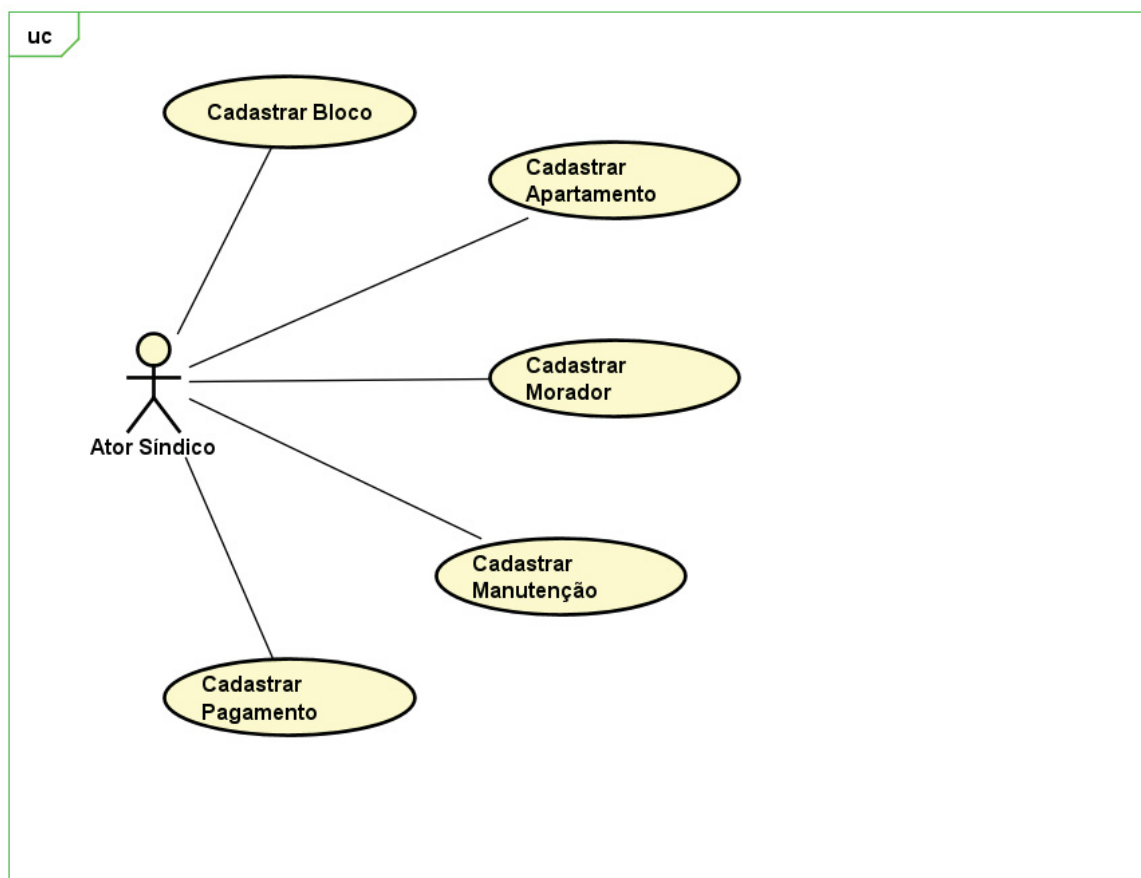 uc
Cadastrar Bloco
Cadastrar
Apartamento
Cadastrar
Morador
Ator Síndico
Cadastrar
Manutenção
Cadastrar
Pagamento